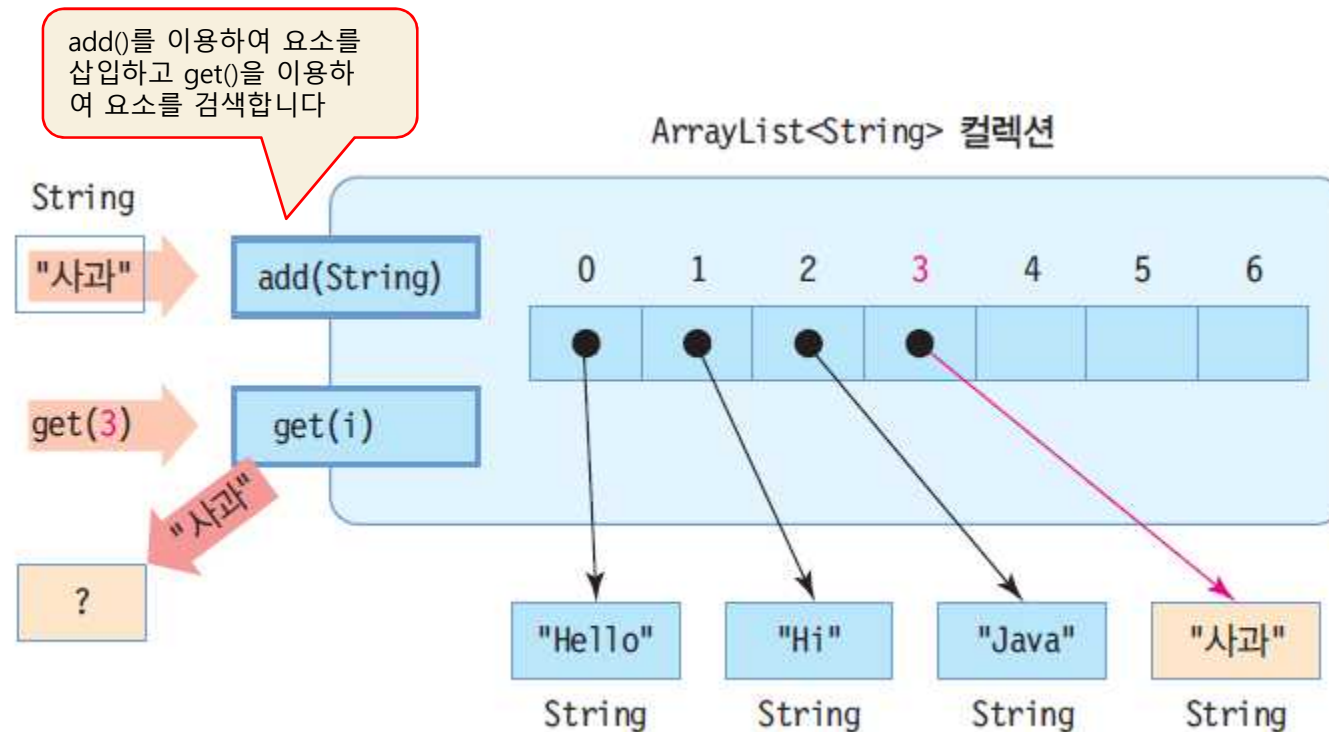 add()를 이용하여 요소를
삽입하고 get()을 이용하
여 요소를 검색합니다
ArrayList<String> 컬렉션
String
"사과"
add(String)
0 1 2 3 4 5 6
get(3)
get(i)
"사과"
?
"Hello" "Hi" "Java" "사과"
String String String String